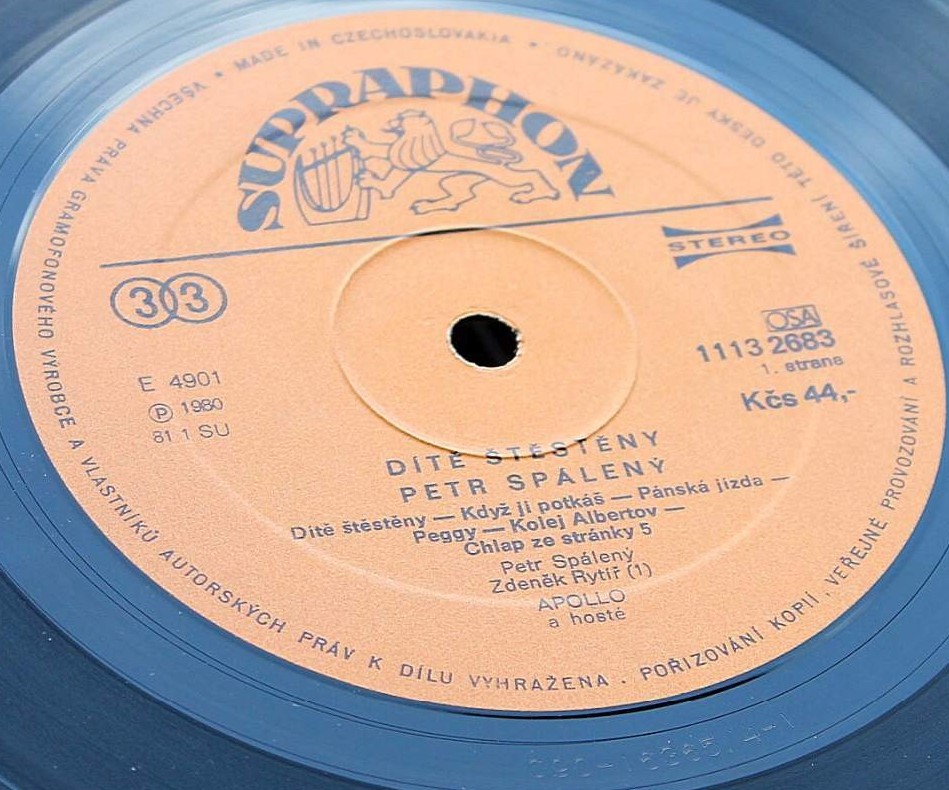 VŠECHNA PRÁVA GRAMOFONOVÉHO VÝROBCE A VLASTNÍKŮ AUTORSKÝCH PRÁV K DÍLU VYHRAŽENA . POŘIZOVÁNÍ KOPIÍ, VEŘEJNÉ PROVOZOVÁNÍ A ROZHLASOVÉ ŠÍŘENÍ TÉTO DESKY JE ZAKÁZÁNO
• MADE IN CZECHOSLOVAKIA •
SUPRAPHON
STEREO
33
OSA
1113 2683
1. strana
Kčs 44,-
E 4901
Ⓟ 1980
81 1 SU
DÍTĚ ŠTĚSTĚNY
PETR SPÁLENÝ
Dítě štěstěny — Když ji potkáš — Pánská jízda —
Peggy — Kolej Albertov —
Chlap ze stránky 5
Petr Spálený
Zdeněk Rytíř (1)
APOLLO
a hosté